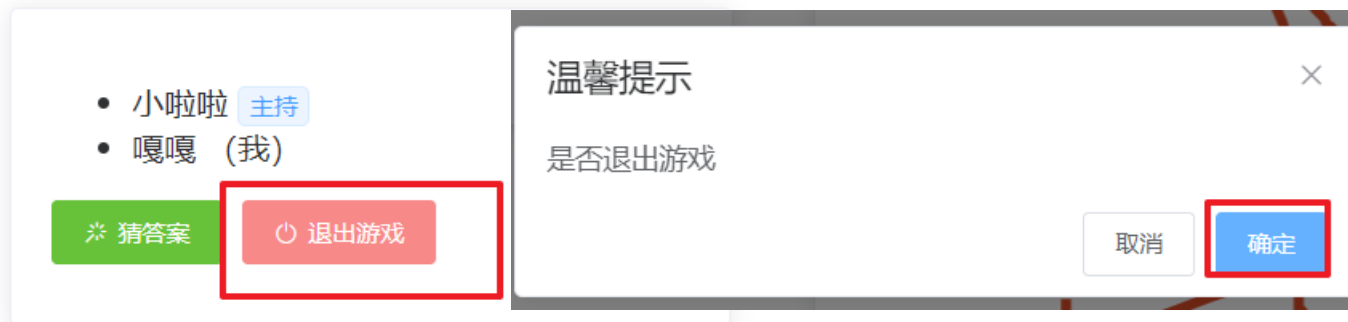 小啦啦 主持
嘎嘎 (我)
猜答案 退出游戏
温馨提示
是否退出游戏
取消 确定